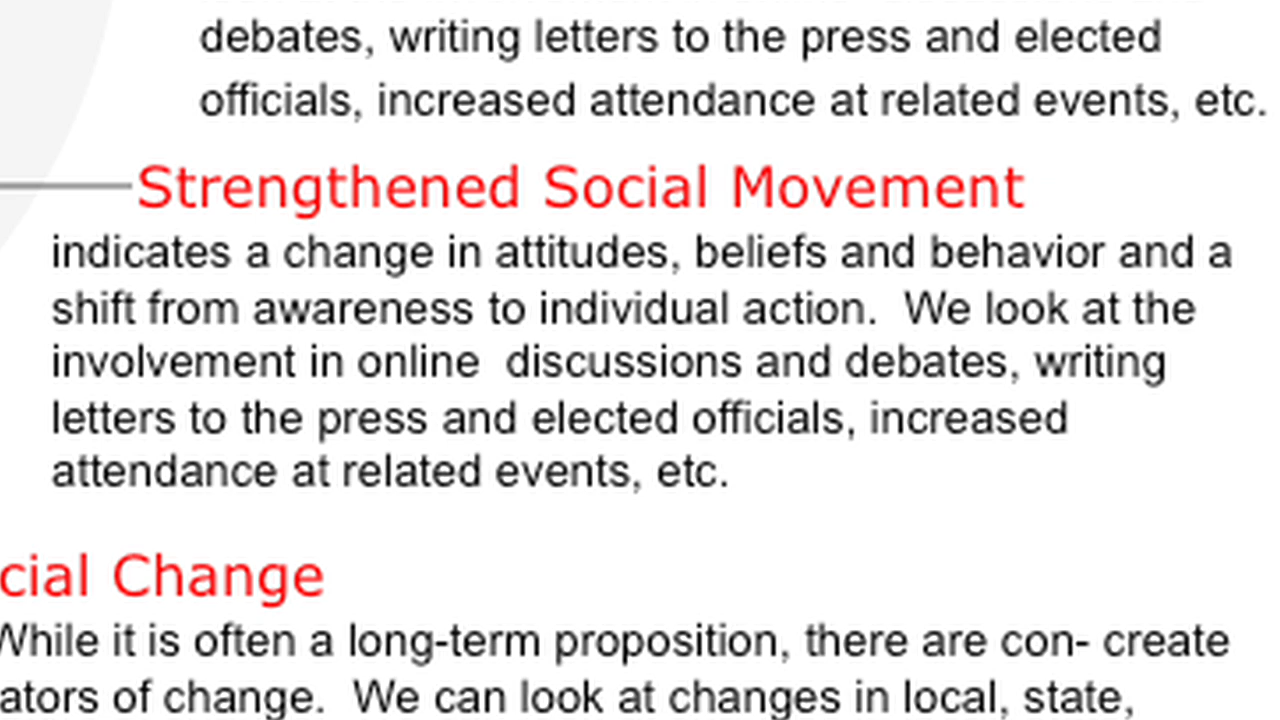 debates, writing letters to the press and elected
officials, increased attendance at related events, etc.
Strengthened Social Movement
indicates a change in attitudes, beliefs and behavior and a
shift from awareness to individual action.  We look at the
involvement in online  discussions and debates, writing
letters to the press and elected officials, increased
attendance at related events, etc.
cial Change
While it is often a long-term proposition, there are con- create
ators of change.  We can look at changes in local, state,